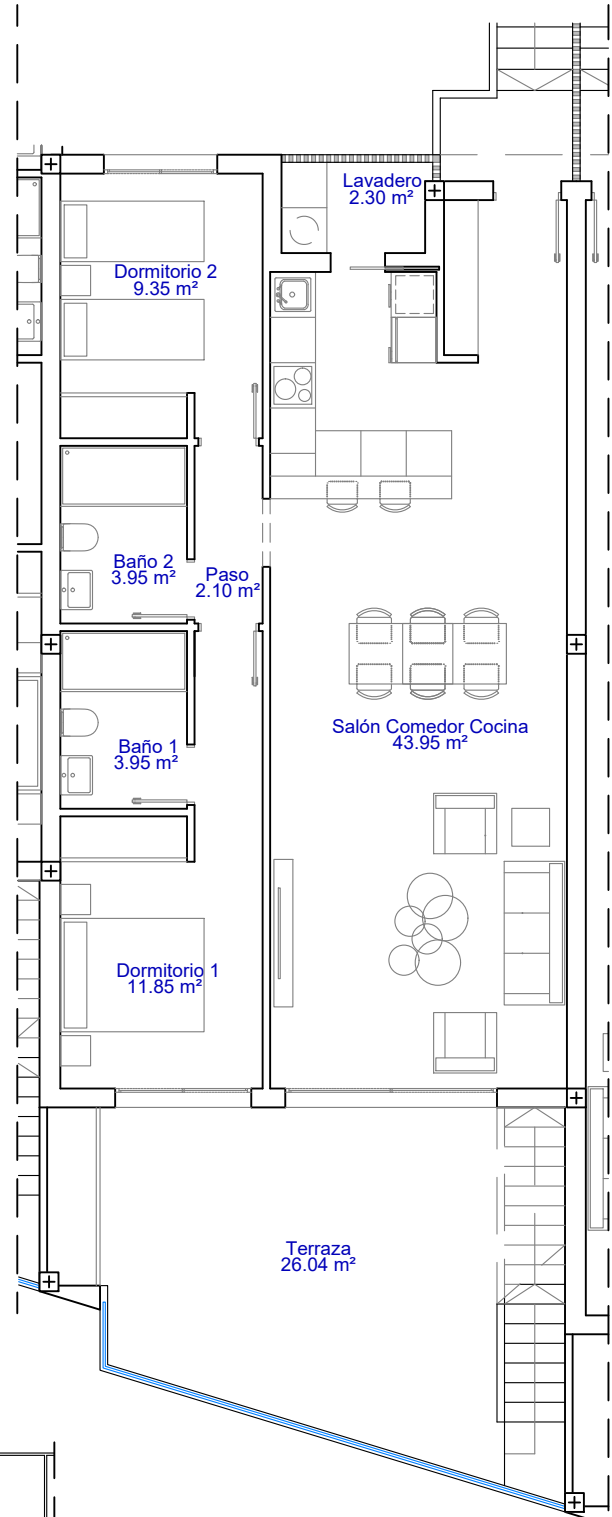 Lavadero
2.30 m²
Dormitorio 2
9.35 m²
Baño 2
3.95 m²
Paso
2.10 m²
Salón Comedor Cocina
43.95 m²
Baño 1
3.95 m²
Dormitorio 1
11.85 m²
Terraza
26.04 m²